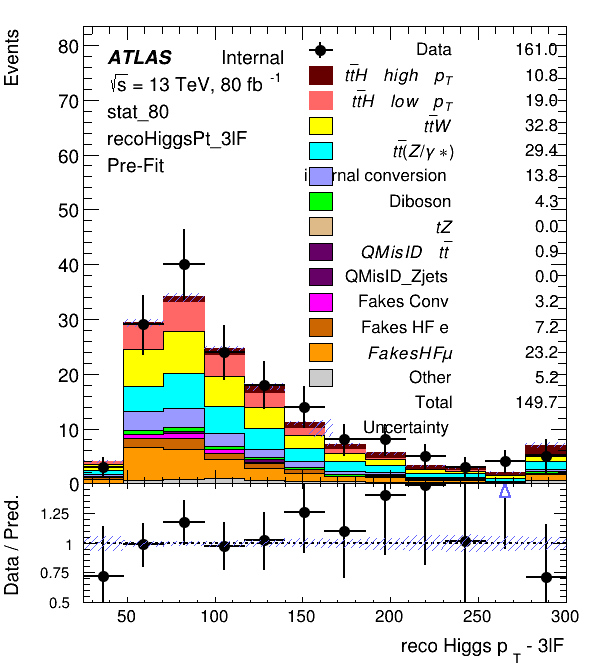 Events
80
70
60
50
40
30
20
10
0
ATLAS Internal
√s = 13 TeV, 80 fb -1
stat_80
recoHiggsPt_3lF
Pre-Fit
Data 161.0
tt̄H high pT 10.8
tt̄H low pT 19.0
tt̄W 32.8
tt̄(Z/γ*) 29.4
rnal conversion 13.8
Diboson 4.3
tZ 0.0
QMisID tt̄ 0.9
QMisID_Zjets 0.0
Fakes Conv 3.2
Fakes HF e 7.2
FakesHFμ 23.2
Other 5.2
Total 149.7
Uncertainty
Data / Pred.
1.25
1
0.75
0.5
50 100 150 200 250 300
reco Higgs p T - 3lF